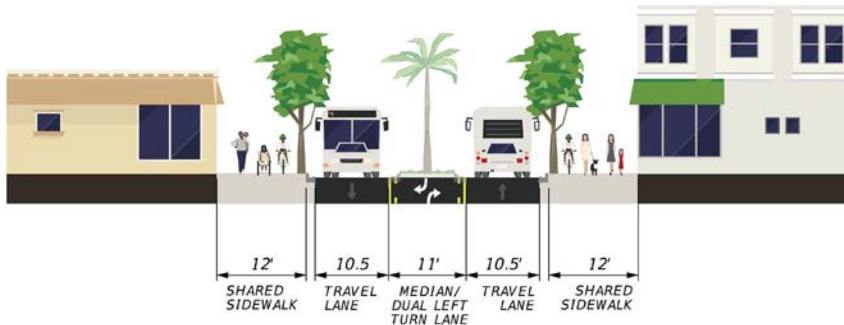 12' 10.5 11' 10.5' 12'
SHARED SIDEWALK
TRAVEL LANE
MEDIAN/ DUAL LEFT TURN LANE
TRAVEL LANE
SHARED SIDEWALK